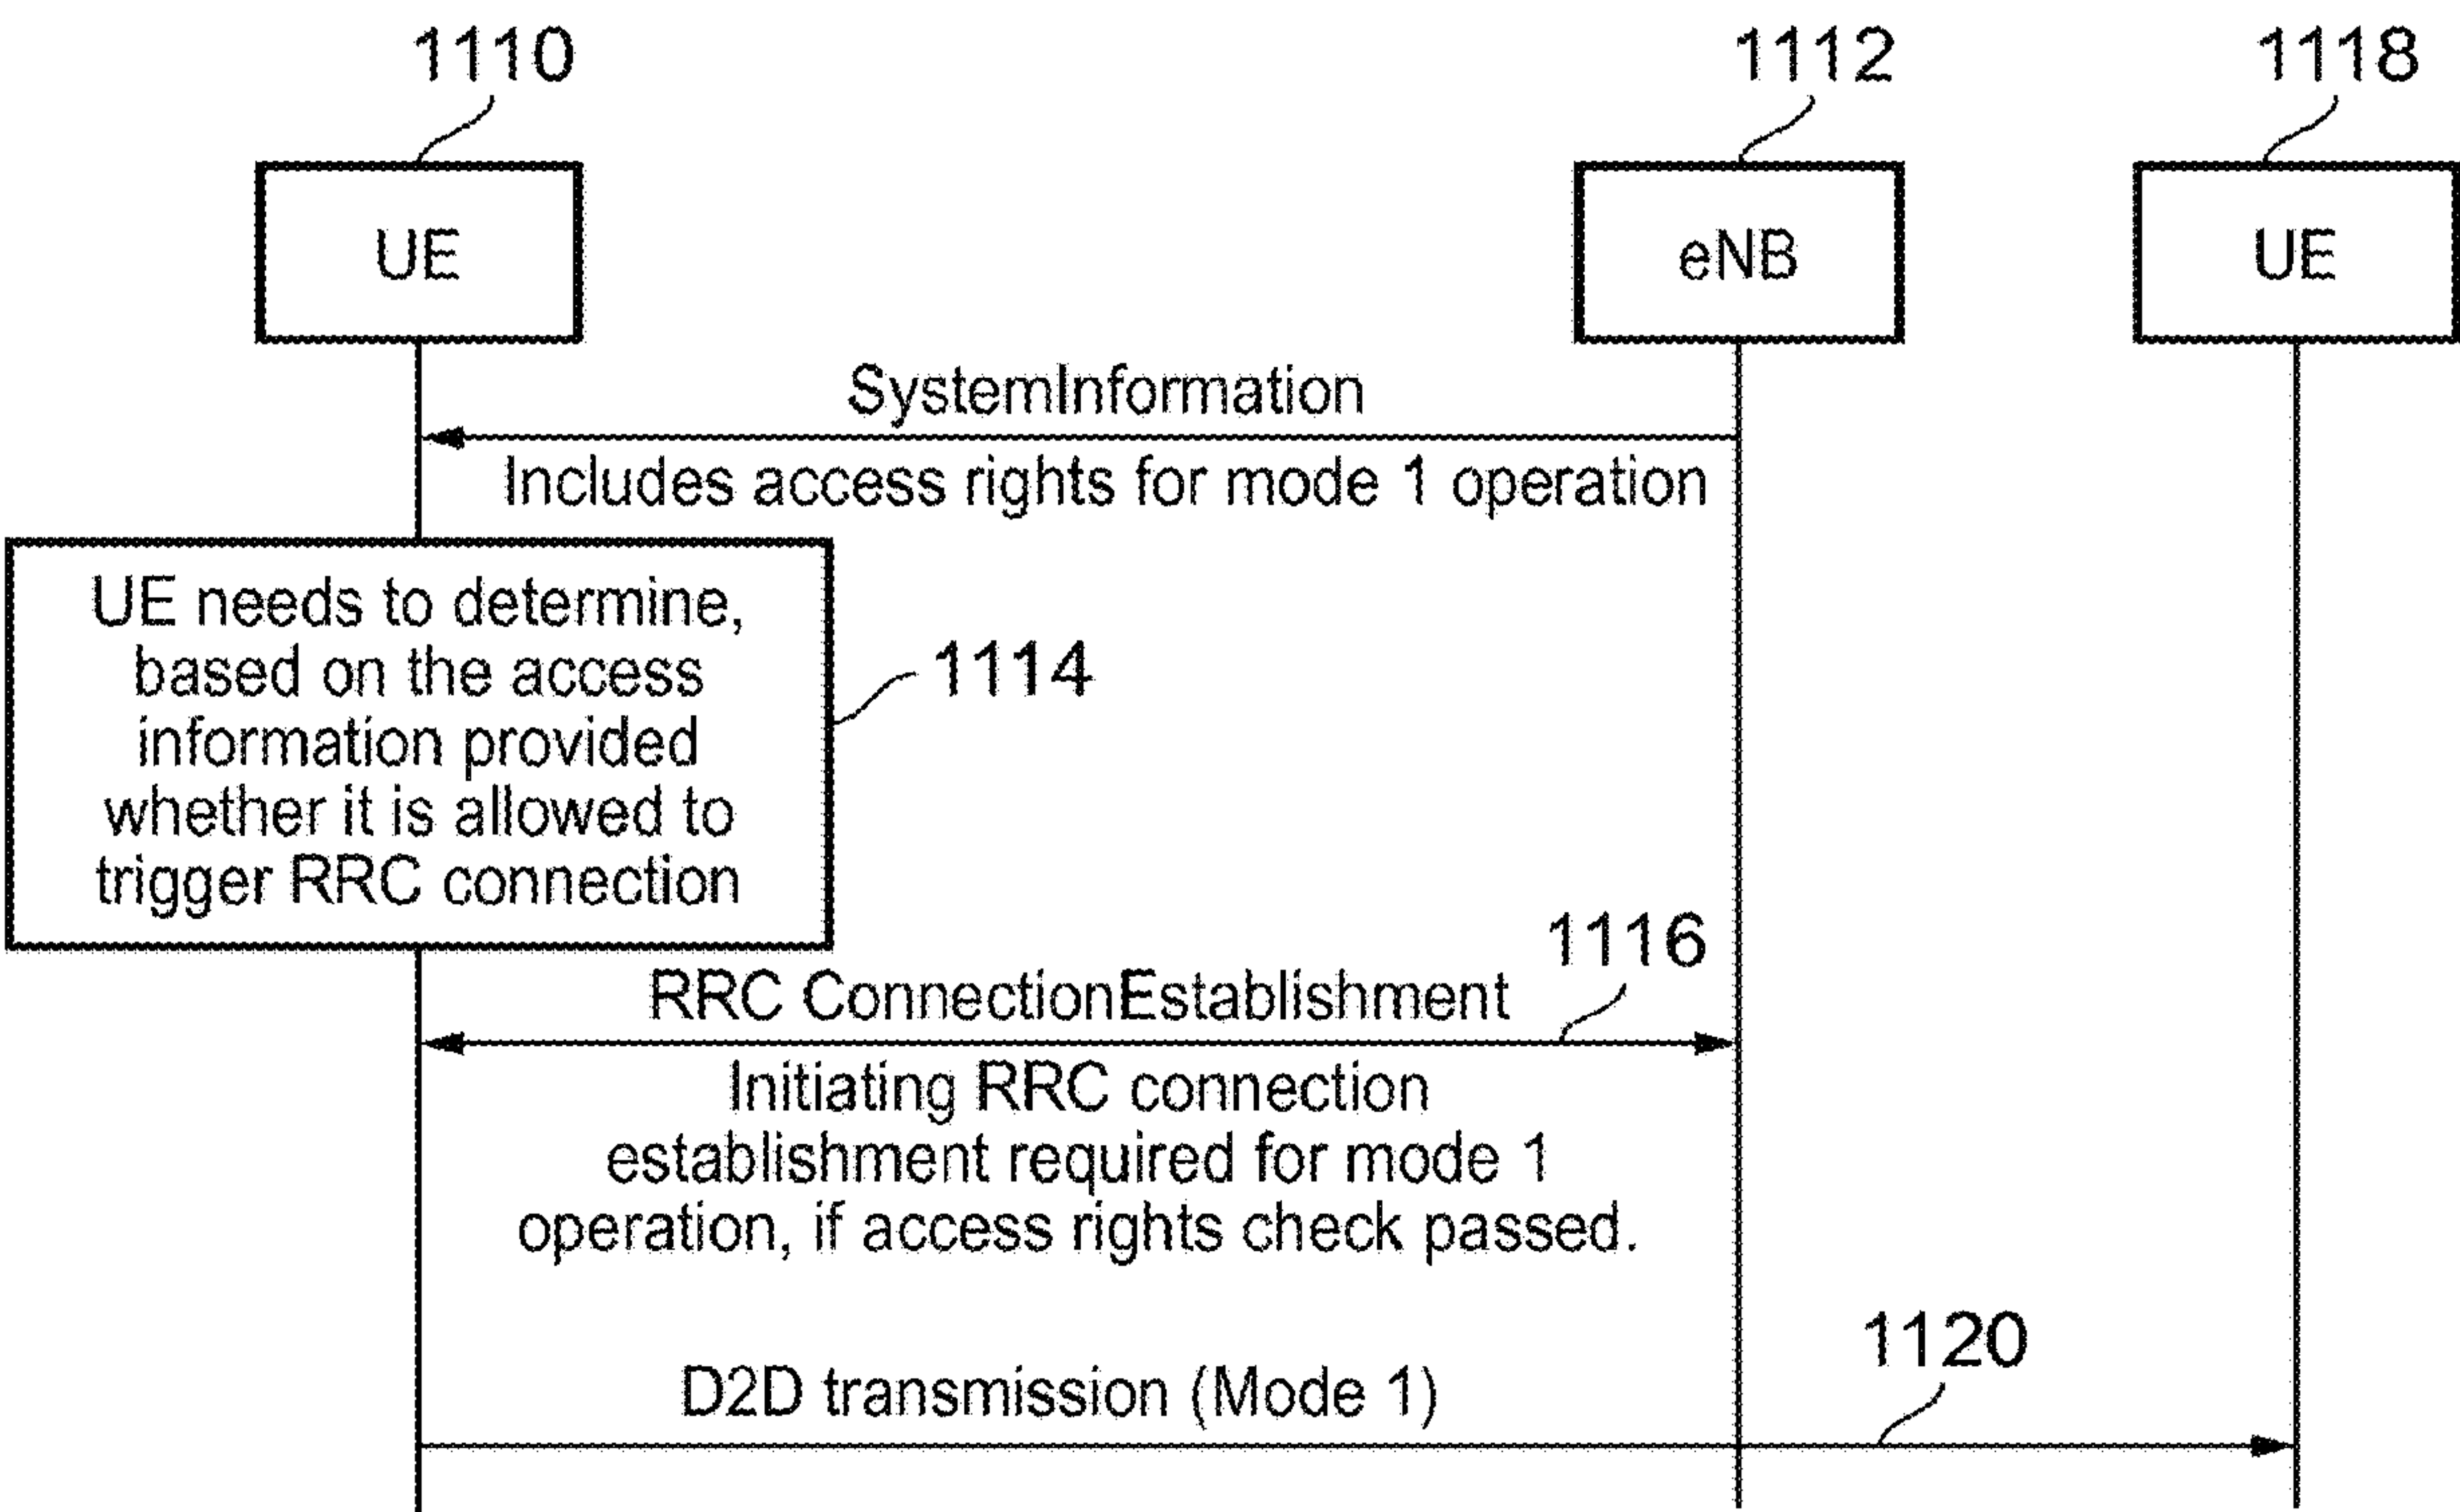 1110
1112
1118
UE
eNB
UE
SystemInformation
Includes access rights for mode 1 operation
UE needs to determine,
based on the access
information provided
whether it is allowed to
trigger RRC connection
1114
1116
RRC ConnectionEstablishment
Initiating RRC connection
establishment required for mode 1
operation, if access rights check passed.
1120
D2D transmission (Mode 1)